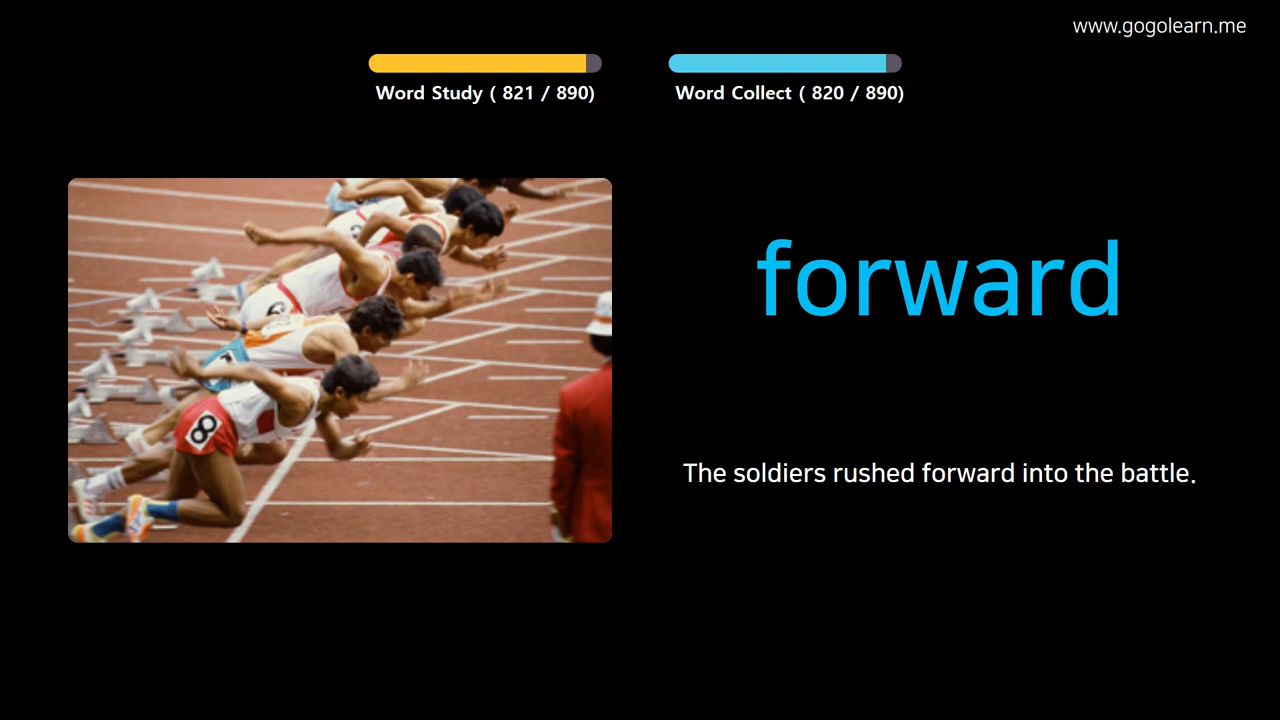 www.gogolearn.me
Word Study ( 821 / 890)
Word Collect ( 820 / 890)
forward
The soldiers rushed forward into the battle.
8